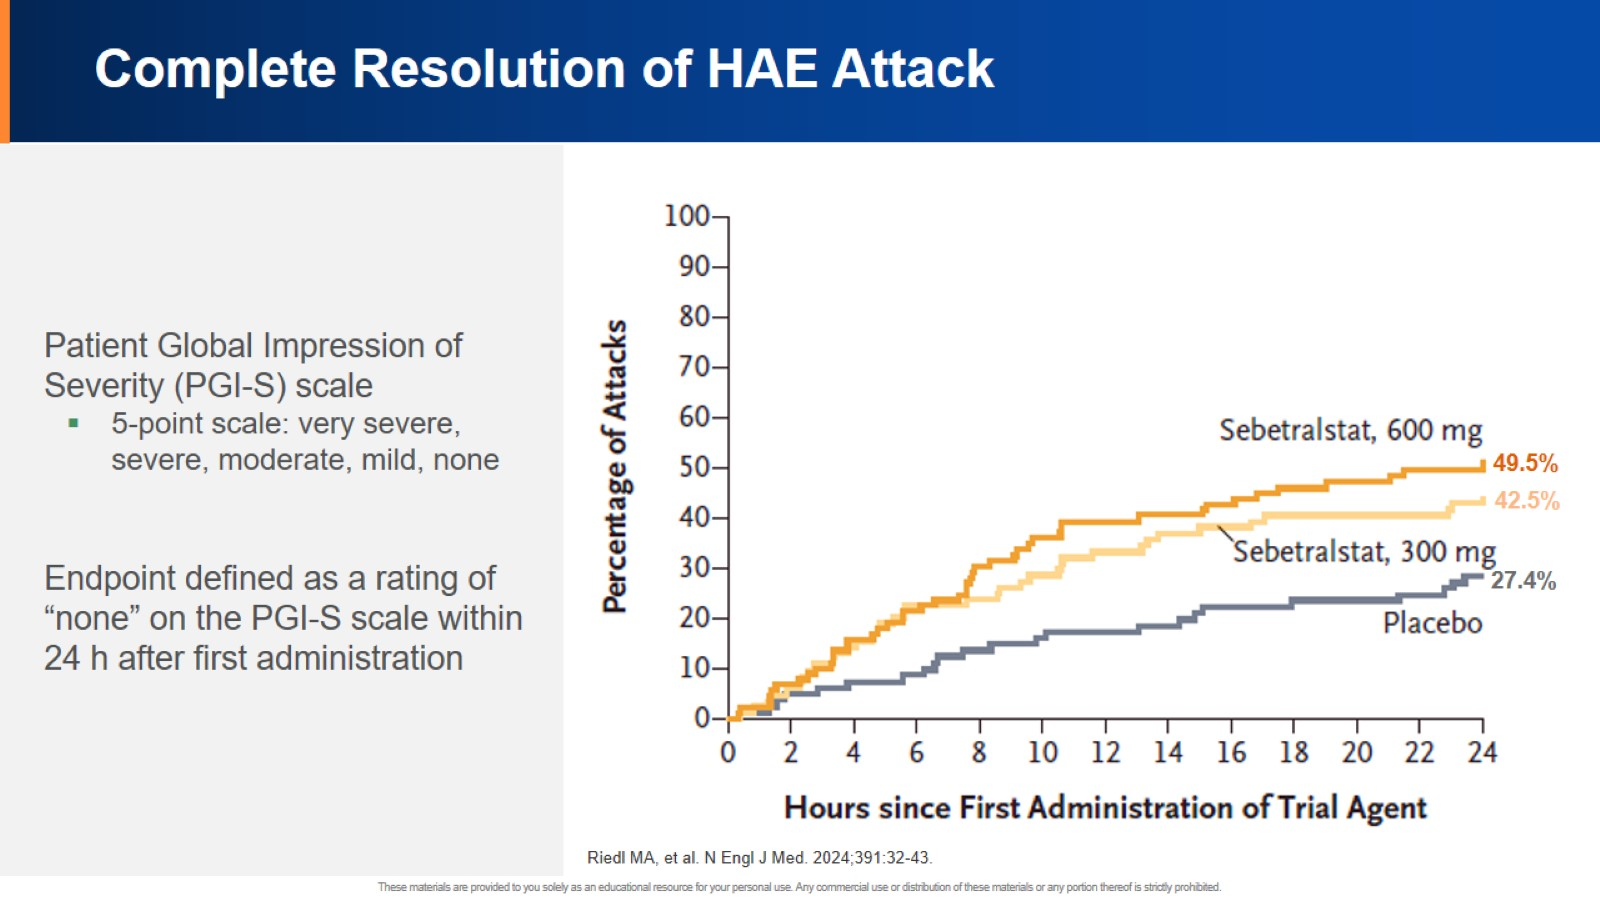 Complete Resolution of HAE Attack
Patient Global Impression of
Severity (PGI-S) scale
▪ 5-point scale: very severe,
severe, moderate, mild, none
Endpoint defined as a rating of
“none” on the PGI-S scale within
24 h after first administration
Percentage of Attacks
100
90
80
70
60
50
40
30
20
10
0
Sebetralstat, 600 mg
49.5%
42.5%
Sebetralstat, 300 mg
27.4%
Placebo
0 2 4 6 8 10 12 14 16 18 20 22 24
Hours since First Administration of Trial Agent
Riedl MA, et al. N Engl J Med. 2024;391:32-43.
These materials are provided to you solely as an educational resource for your personal use. Any commercial use or distribution of these materials or any portion thereof is strictly prohibited.